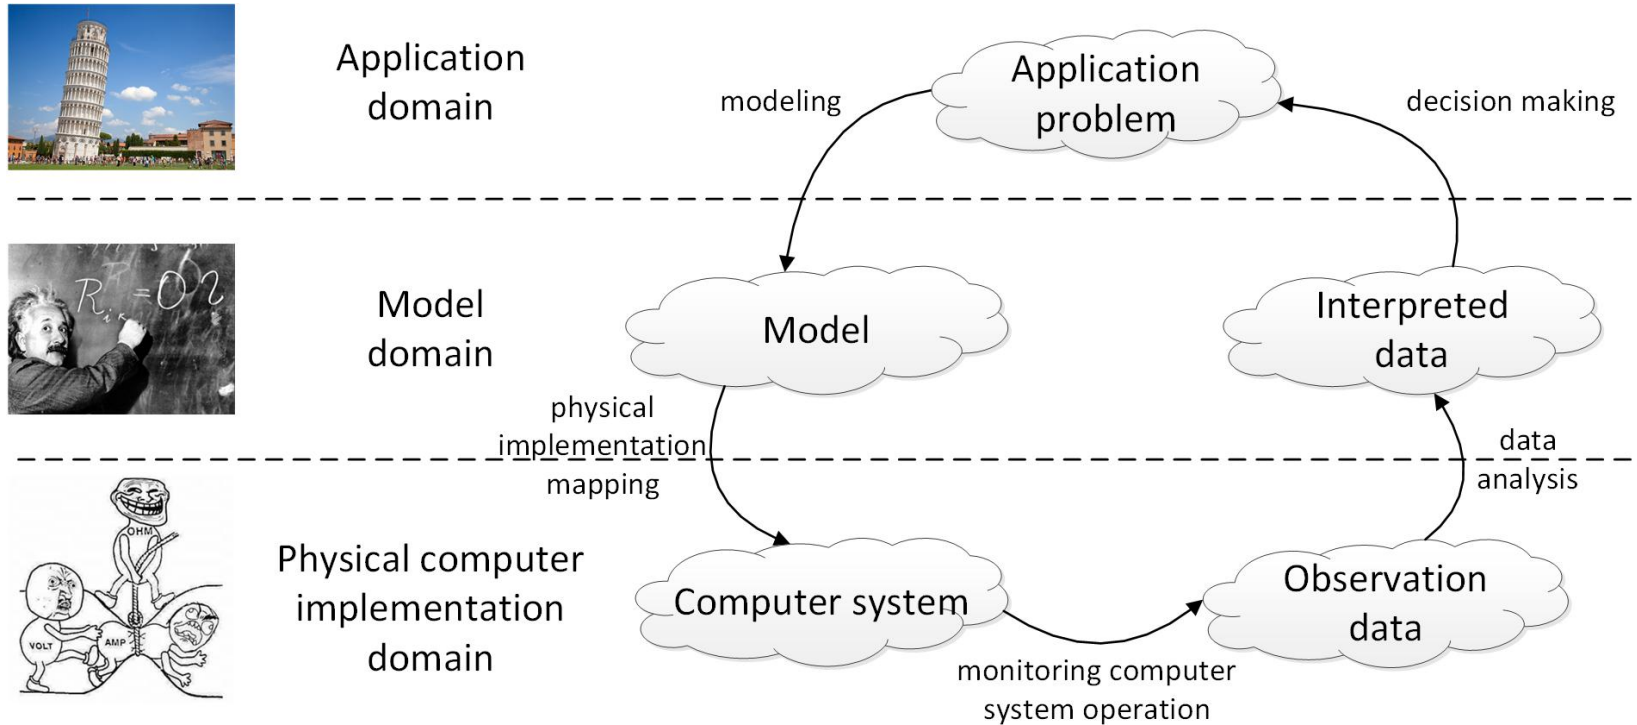 Application
domain
modeling
Application
problem
decision making
R i κ = 0
Model
domain
Model
Interpreted
data
physical
implementation
mapping
data
analysis
OHM
VOLT
AMP
Physical computer
implementation
domain
Computer system
Observation
data
monitoring computer
system operation